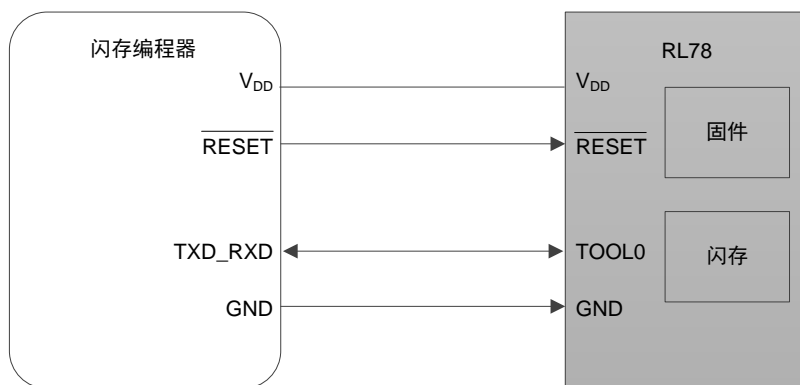 闪存编程器
RL78
VDD
VDD
RESET
RESET
固件
TXD_RXD
TOOL0
闪存
GND
GND